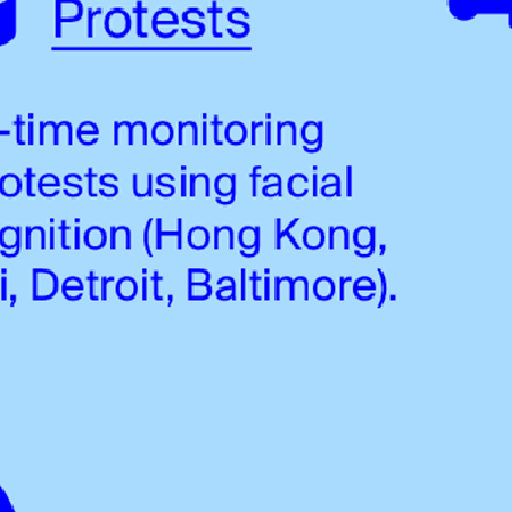 Protests
-time monitoring
otests using facial
gnition (Hong Kong,
i, Detroit, Baltimore).